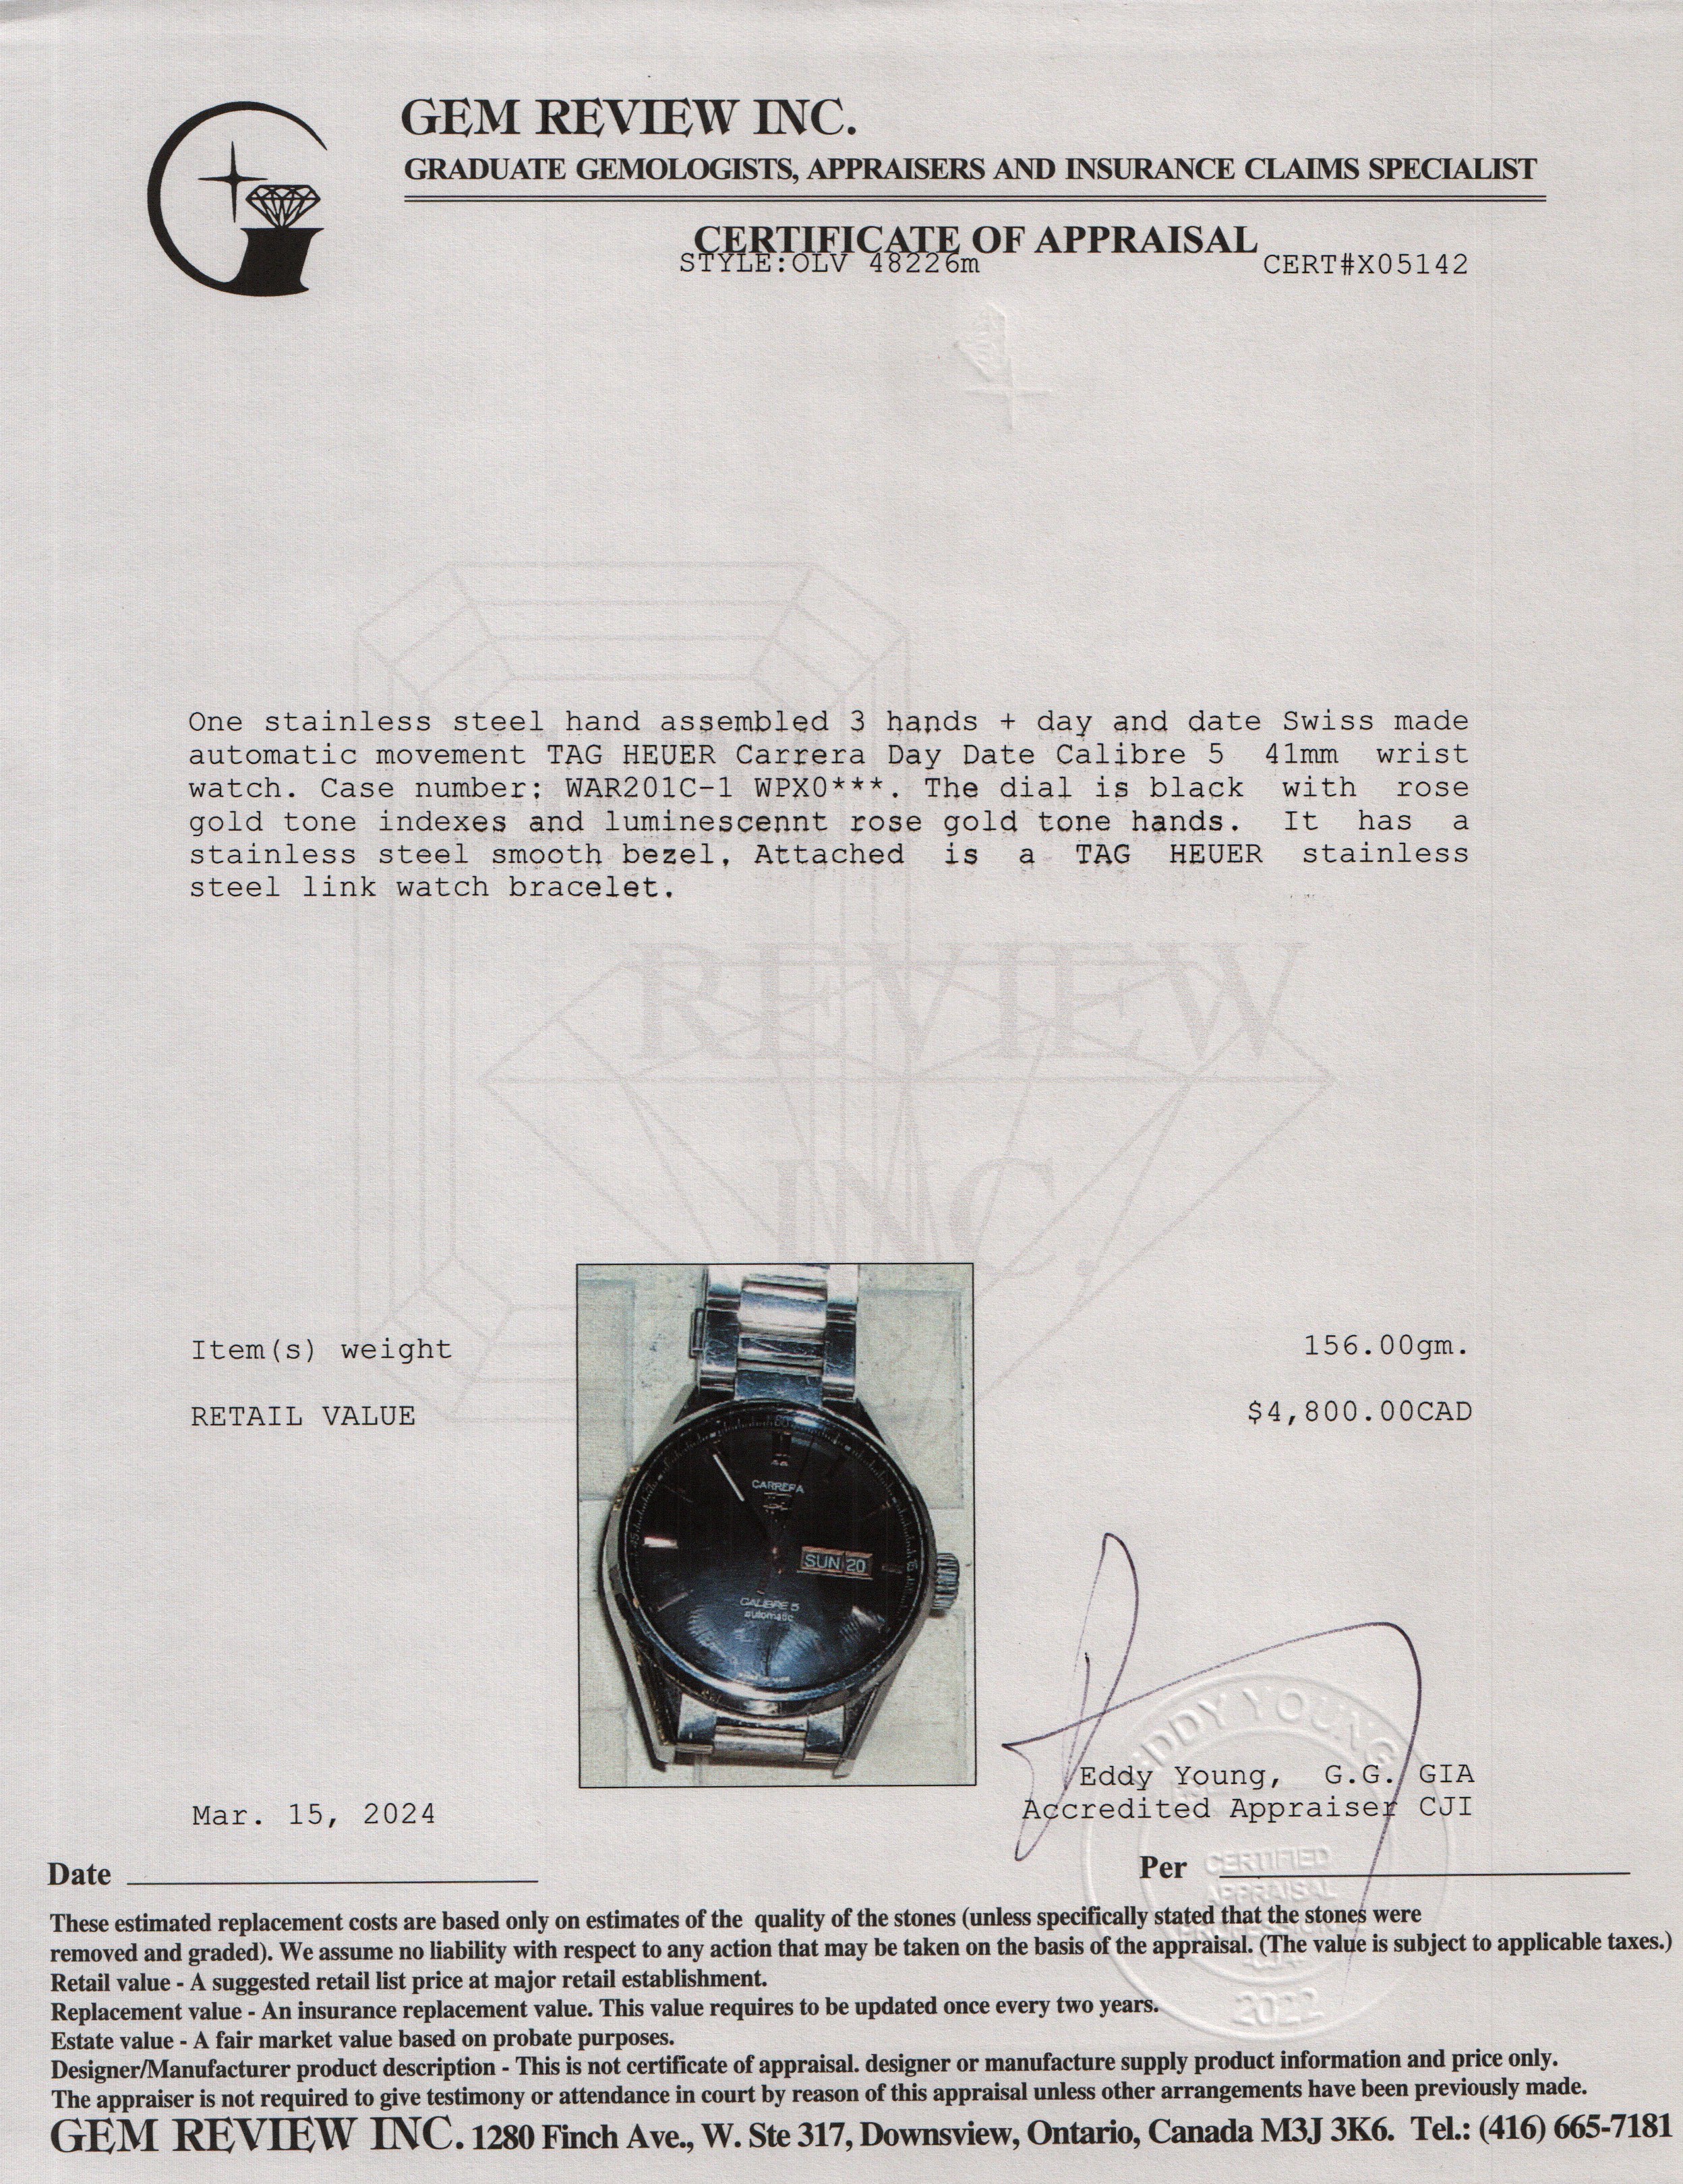 GEM REVIEW INC.
GRADUATE GEMOLOGISTS, APPRAISERS AND INSURANCE CLAIMS SPECIALIST
CERTIFICATE OF APPRAISAL
STYLE:OLV 48226m
CERT#X05142
One stainless steel hand assembled 3 hands + day and date Swiss made
automatic movement TAG HEUER Carrera Day Date Calibre 5 41mm wrist
watch. Case number: WAR201C-1 WPX0***. The dial is black with rose
gold tone indexes and luminescennt rose gold tone hands. It has a
stainless steel smooth bezel, Attached is a TAG HEUER stainless
steel link watch bracelet.
REVIEW
INC.
Item(s) weight 156.00gm.
RETAIL VALUE $4,800.00CAD
60
CARRERA
SUN 20
CALIBRE 5
automatic
EDDY YOUNG
Eddy Young, G.G. GIA
Accredited Appraiser CJI
Mar. 15, 2024
Date
Per
CERTIFIED
APPRAISAL
PROFESSIONAL
2022
These estimated replacement costs are based only on estimates of the quality of the stones (unless specifically stated that the stones were
removed and graded). We assume no liability with respect to any action that may be taken on the basis of the appraisal. (The value is subject to applicable taxes.)
Retail value - A suggested retail list price at major retail establishment.
Replacement value - An insurance replacement value. This value requires to be updated once every two years.
Estate value - A fair market value based on probate purposes.
Designer/Manufacturer product description - This is not certificate of appraisal. designer or manufacture supply product information and price only.
The appraiser is not required to give testimony or attendance in court by reason of this appraisal unless other arrangements have been previously made.
GEM REVIEW INC. 1280 Finch Ave., W. Ste 317, Downsview, Ontario, Canada M3J 3K6. Tel.: (416) 665-7181